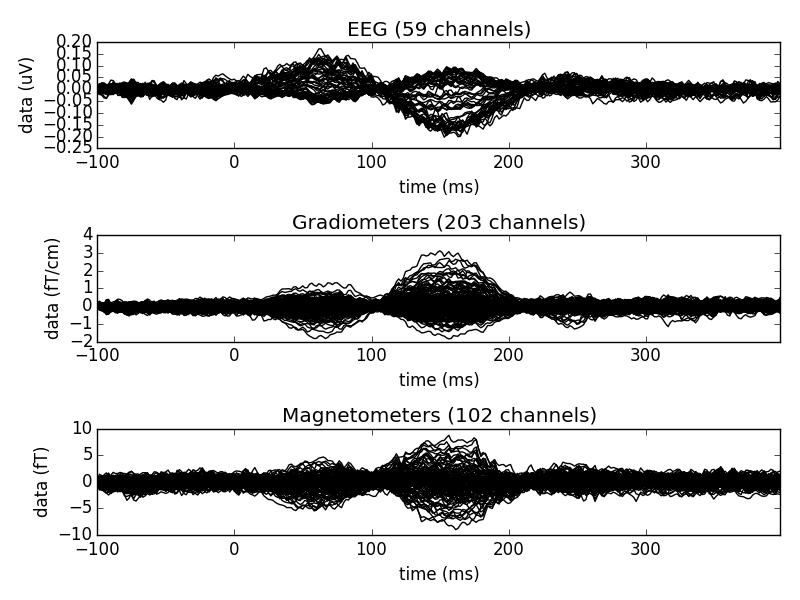 EEG (59 channels)
0.20
0.15
0.10
0.05
0.00
−0.05
−0.10
−0.15
−0.20
−0.25
data (uV)
−100 0 100 200 300
time (ms)
Gradiometers (203 channels)
4
3
2
1
0
−1
−2
data (fT/cm)
−100 0 100 200 300
time (ms)
Magnetometers (102 channels)
10
5
0
−5
−10
data (fT)
−100 0 100 200 300
time (ms)